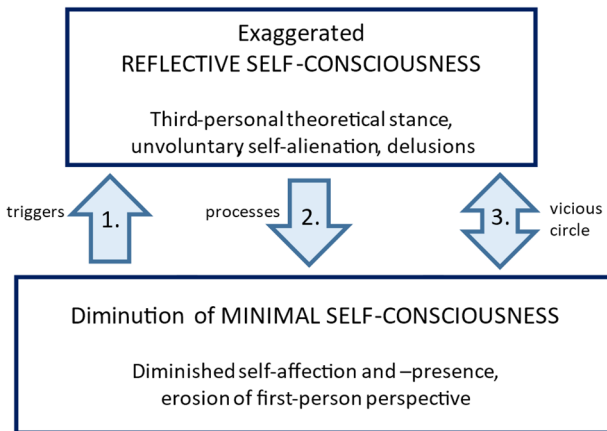 Exaggerated
REFLECTIVE SELF-CONSCIOUSNESS
Third-personal theoretical stance,
unvoluntary self-alienation, delusions
triggers
1.
processes
2.
3.
vicious
circle
Diminution of MINIMAL SELF-CONSCIOUSNESS
Diminished self-affection and –presence,
erosion of first-person perspective